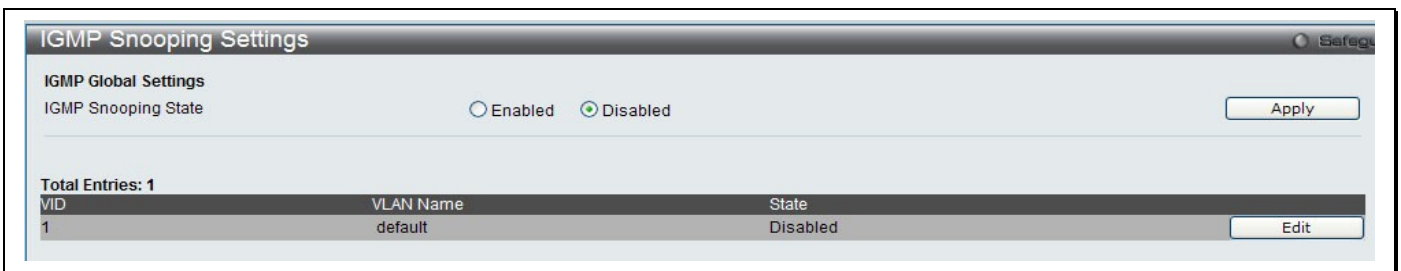 IGMP Snooping Settings
IGMP Global Settings
IGMP Snooping State Enabled Disabled Apply
Total Entries: 1
VID VLAN Name State
1 default Disabled Edit